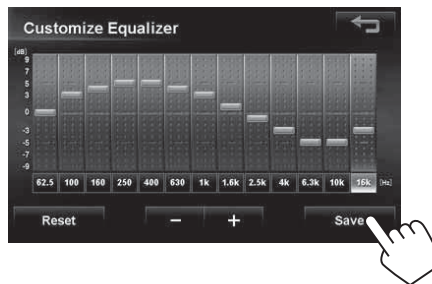 Customize Equalizer
[dB]
9
7
5
3
0
-3
-5
-7
-9
62.5 100 160 250 400 630 1k 1.6k 2.5k 4k 6.3k 10k 16k [Hz]
Reset − + Save